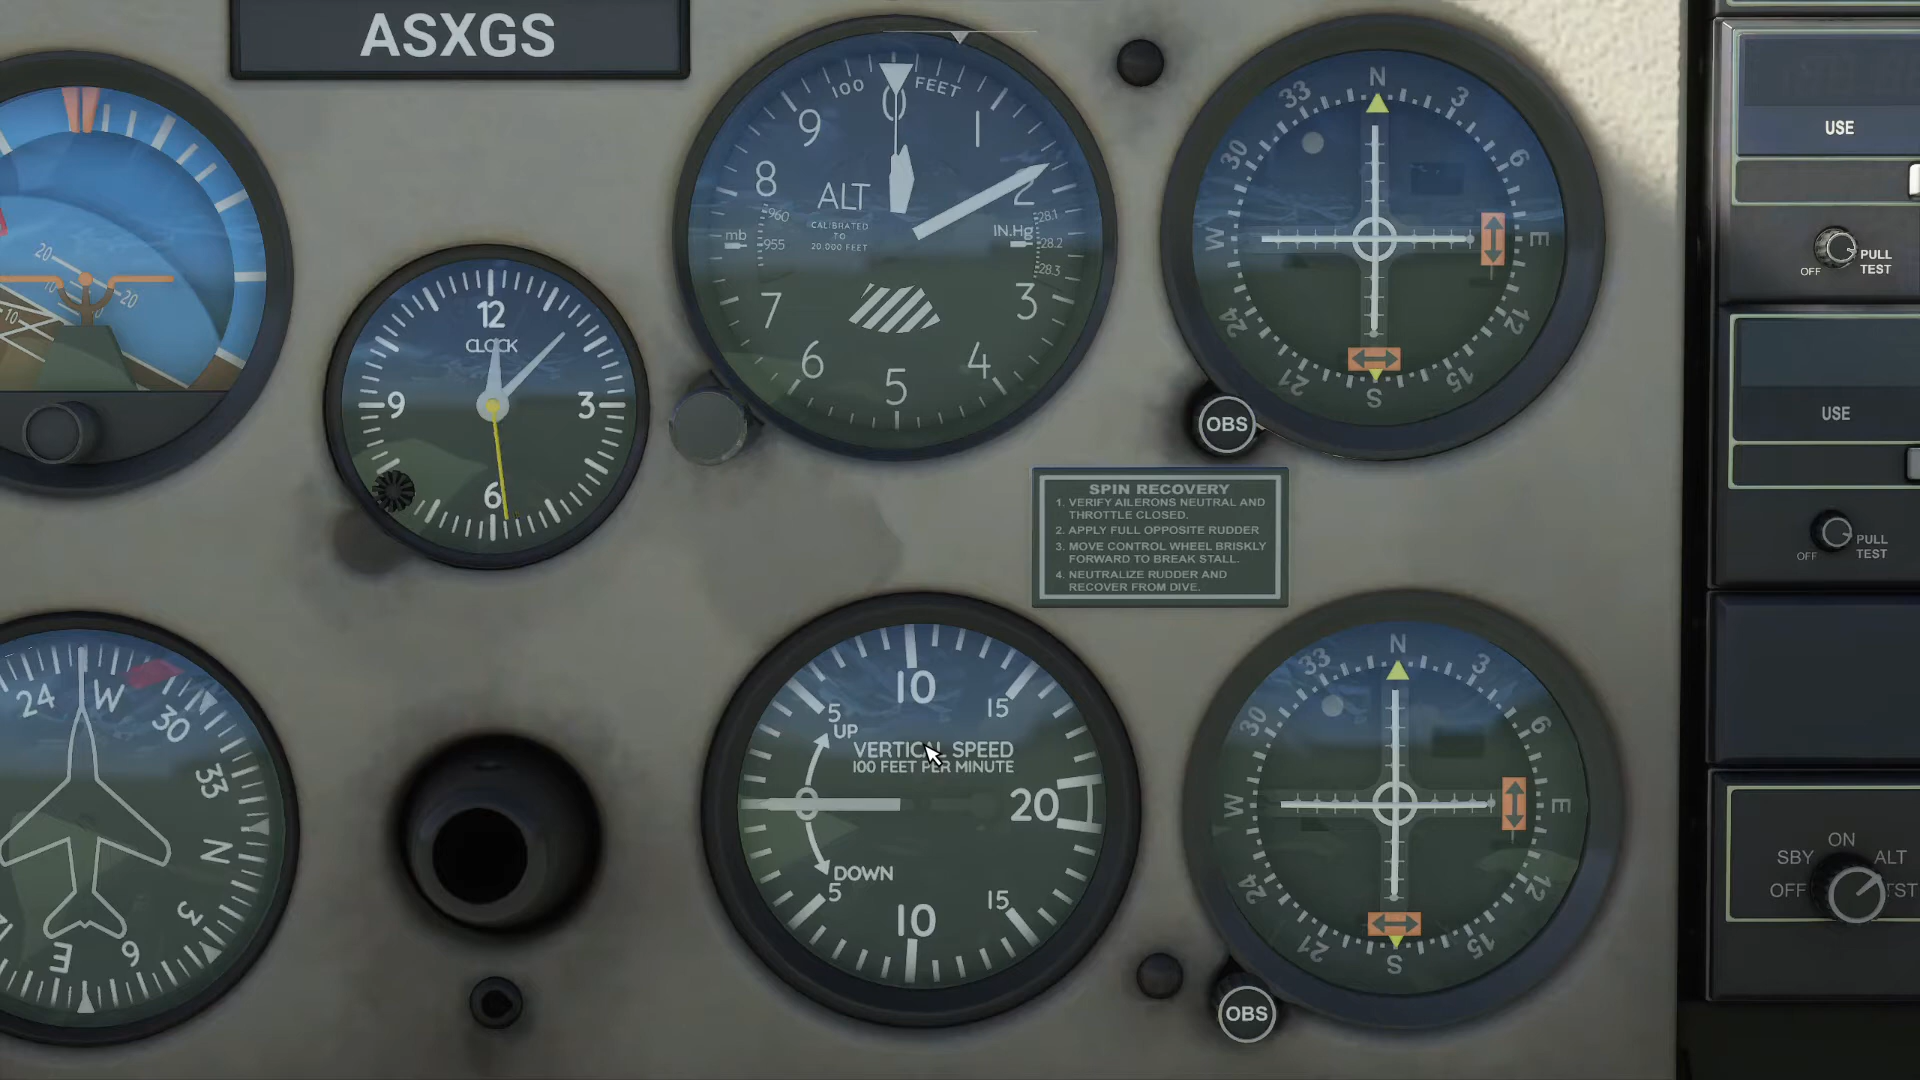 ASXGS
20
10
20
10
12
CLOCK
9
3
6
100 FEET
0
1
2
3
4
5
6
7
8
9
ALT
CALIBRATED
TO
20,000 FEET
mb
960
955
IN.Hg
28.1
28.2
28.3
N
3
6
E
12
15
S
21
24
W
30
33
OBS
USE
OFF
PULL
TEST
USE
OFF
PULL
TEST
SPIN RECOVERY
1. VERIFY AILERONS NEUTRAL AND
THROTTLE CLOSED.
2. APPLY FULL OPPOSITE RUDDER
3. MOVE CONTROL WHEEL BRISKLY
FORWARD TO BREAK STALL.
4. NEUTRALIZE RUDDER AND
RECOVER FROM DIVE.
24
W
30
33
N
3
6
E
10
5
15
UP
VERTICAL SPEED
100 FEET PER MINUTE
0
20
DOWN
5
15
10
N
3
6
E
12
15
S
21
24
W
30
33
OBS
ON
SBY
ALT
OFF
TST